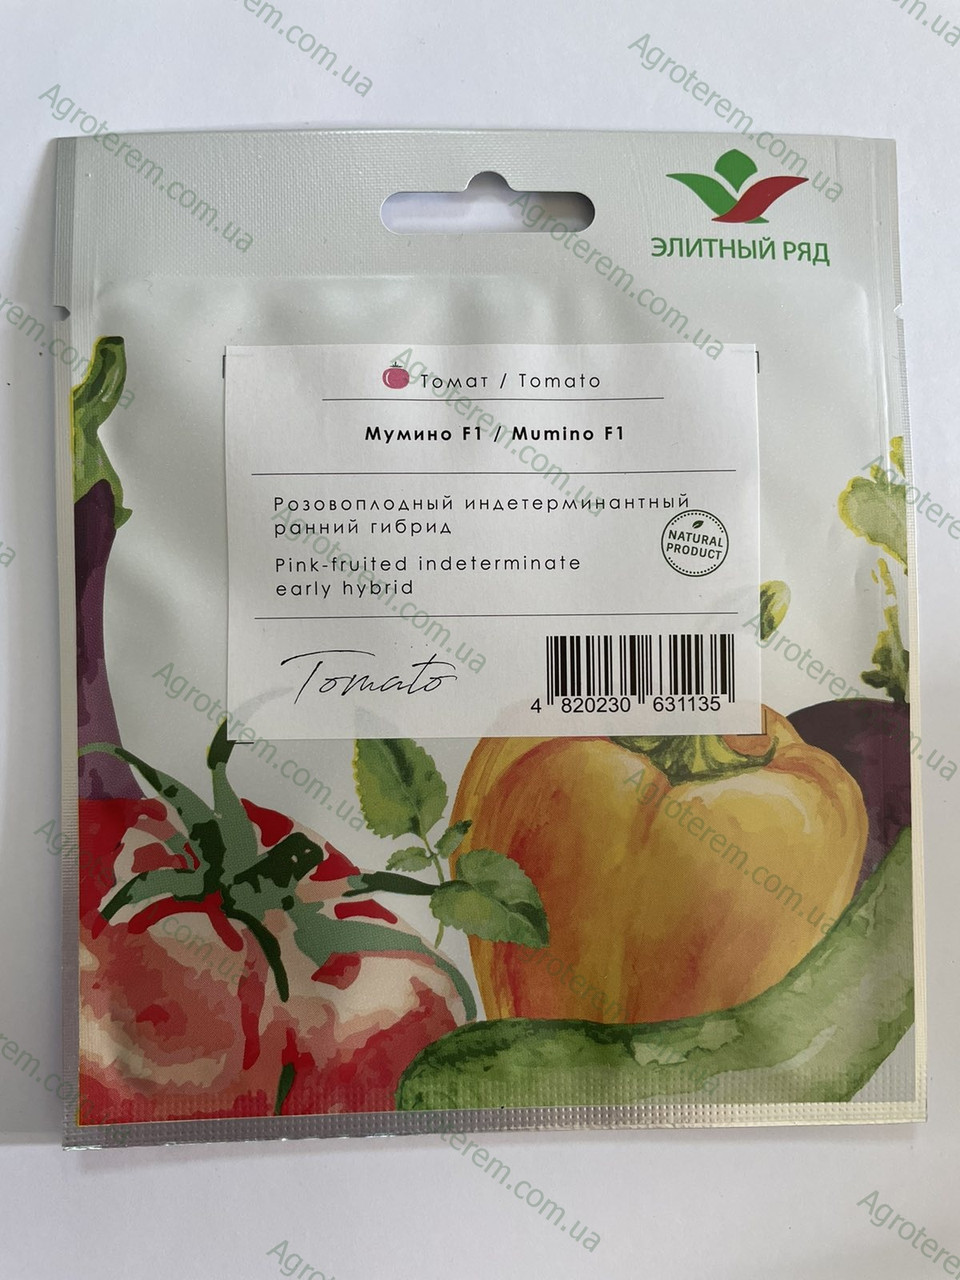 ЭЛИТНЫЙ РЯД
Томат / Tomato
Мумино F1 / Mumino F1
Розовоплодный индетерминантный
ранний гибрид
NATURAL
PRODUCT
Pink-fruited indeterminate
early hybrid
Tomato
4 820230 631135
Agroterem.com.ua